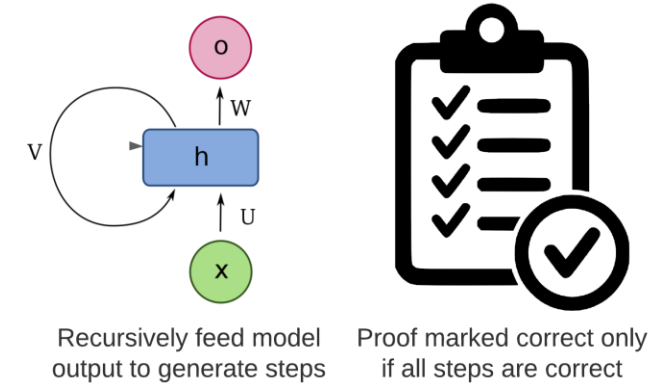 o
W
V
h
U
x
Recursively feed model
output to generate steps
Proof marked correct only
if all steps are correct